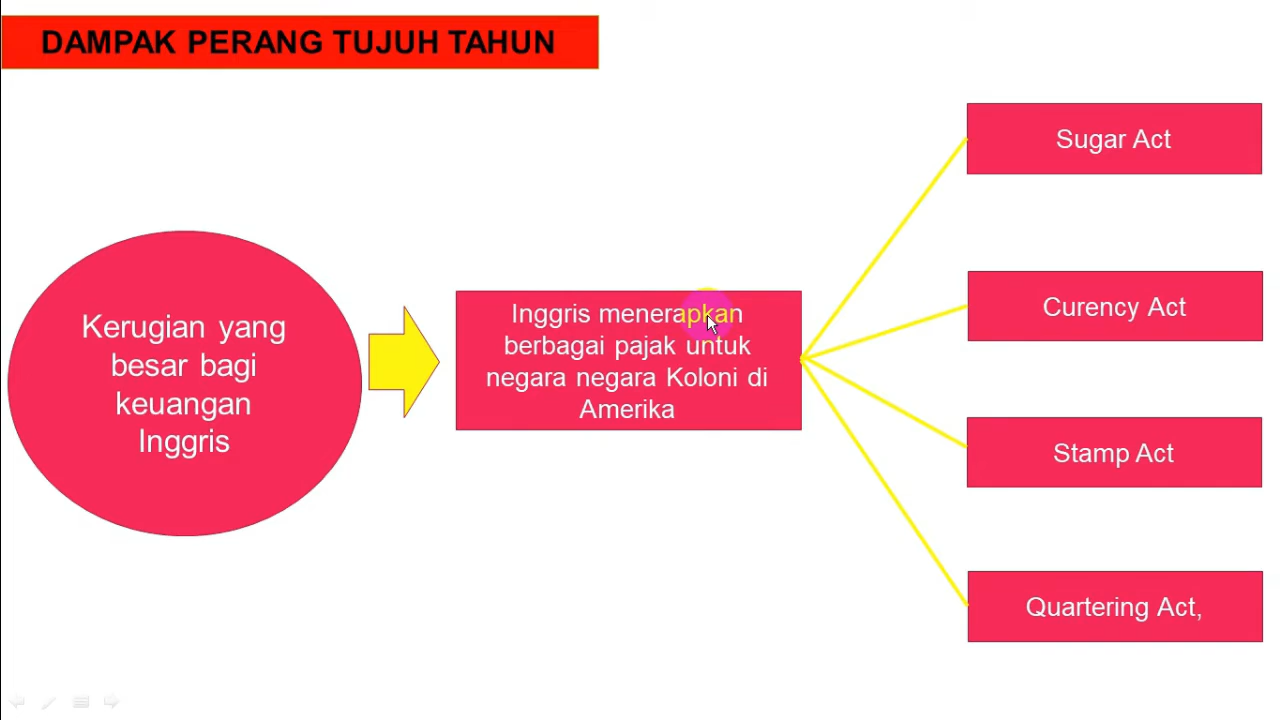 DAMPAK PERANG TUJUH TAHUN
Kerugian yang
besar bagi
keuangan
Inggris
Inggris menerapkan
berbagai pajak untuk
negara negara Koloni di
Amerika
Sugar Act
Curency Act
Stamp Act
Quartering Act,